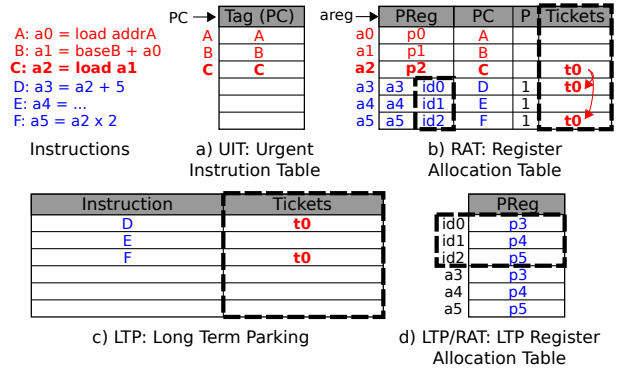 PC Tag (PC)
areg PReg PC P Tickets
A: a0 = load addrA
B: a1 = baseB + a0
C: a2 = load a1
D: a3 = a2 + 5
E: a4 = ...
F: a5 = a2 x 2
Instructions
A A
B B
C C
a) UIT: Urgent
Instrution Table
a0 p0 A
a1 p1 B
a2 p2 C t0
a3 a3 id0 D 1 t0
a4 a4 id1 E 1
a5 a5 id2 F 1 t0
b) RAT: Register
Allocation Table
Instruction Tickets
D t0
E
F t0
c) LTP: Long Term Parking
PReg
id0 p3
id1 p4
id2 p5
a3 p3
a4 p4
a5 p5
d) LTP/RAT: LTP Register
Allocation Table